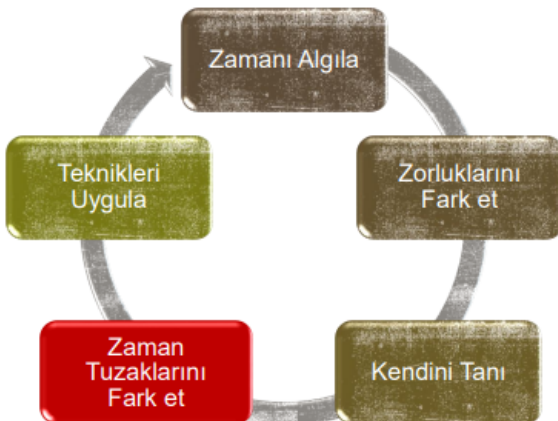 Zamanı Algıla
Zorluklarını
Fark et
Kendini Tanı
Zaman
Tuzaklarını
Fark et
Teknikleri
Uygula